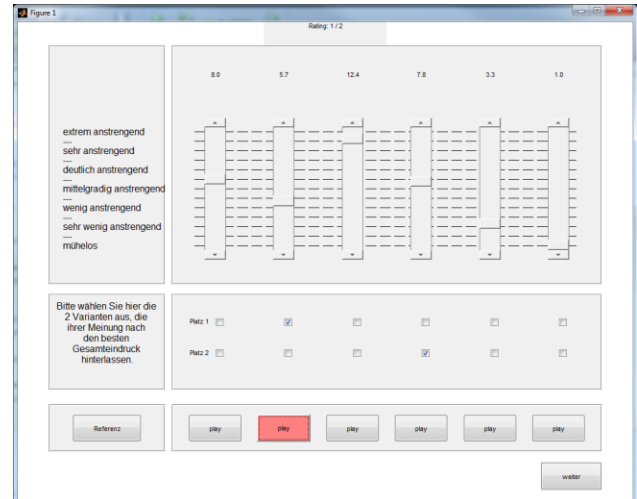 Figure 1
Rating: 1 / 2
8.0 5.7 12.4 7.8 3.3 1.0
extrem anstrengend
---
sehr anstrengend
---
deutlich anstrengend
---
mittelgradig anstrengend
---
wenig anstrengend
---
sehr wenig anstrengend
---
mühelos
Bitte wählen Sie hier die
2 Varianten aus, die
ihrer Meinung nach
den besten
Gesamteindruck
hinterlassen.
Platz 1
Platz 2
Referenz
play play play play play play
weiter